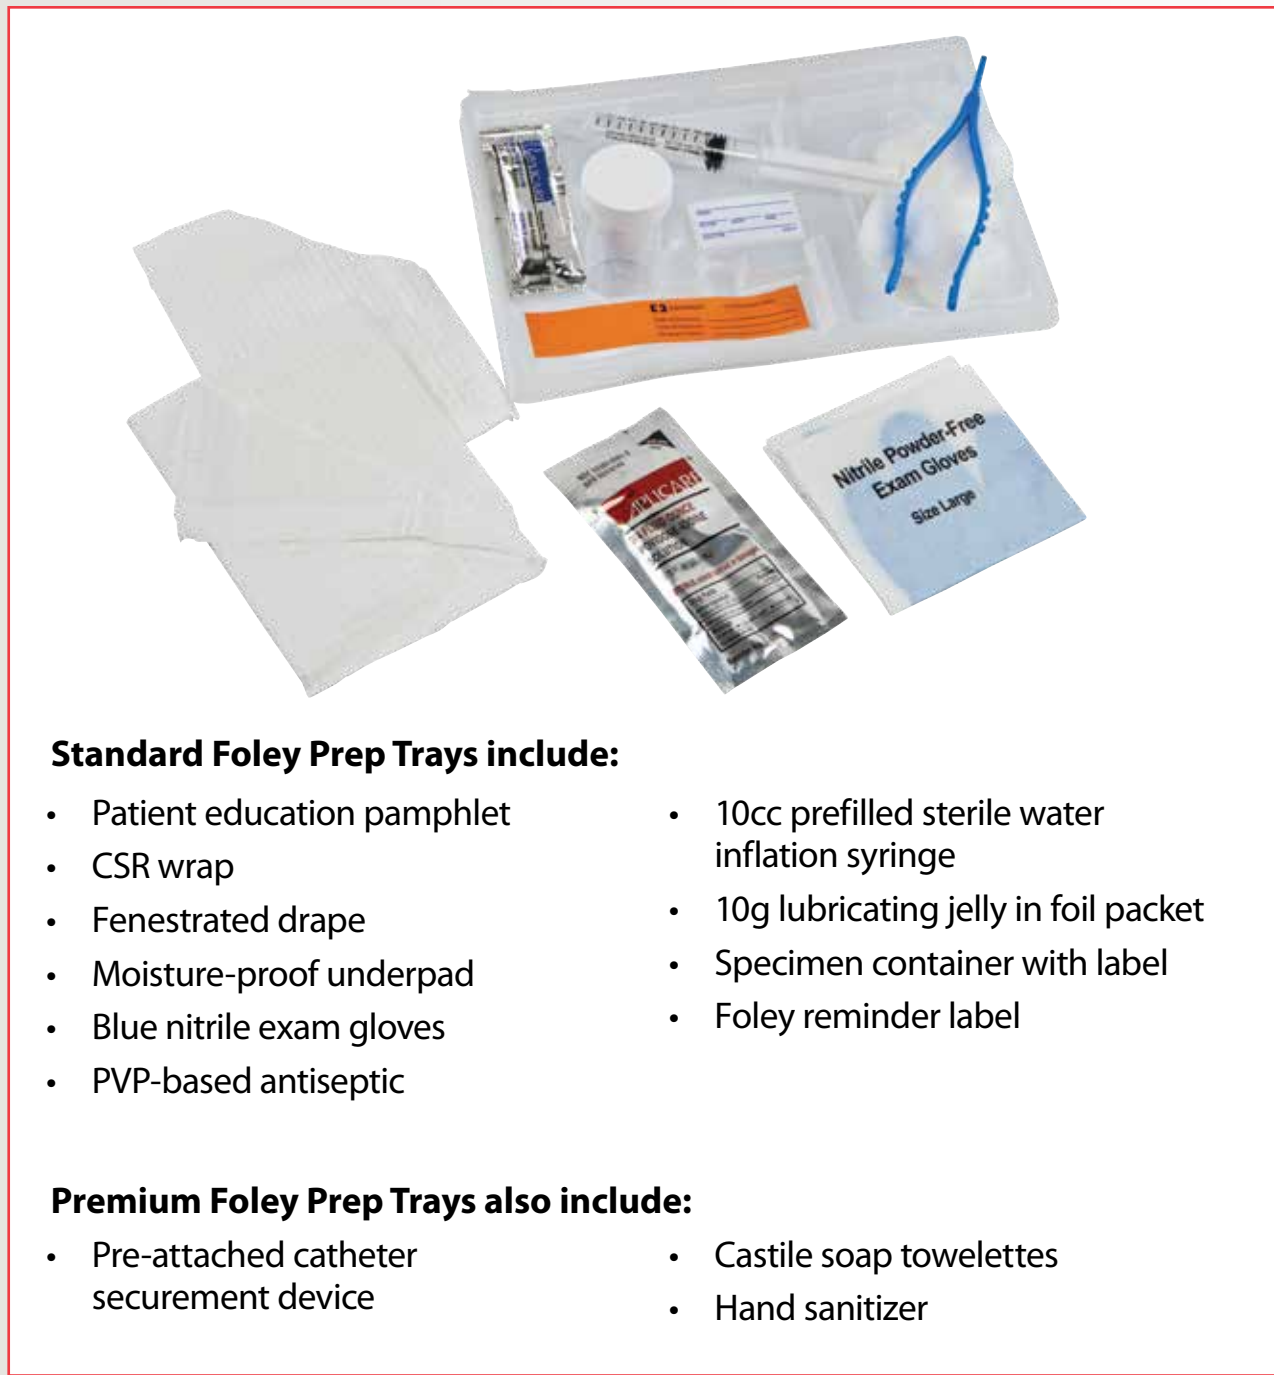 Nitrile Powder-Free
Exam Gloves
Size Large
Standard Foley Prep Trays include:
• Patient education pamphlet
• CSR wrap
• Fenestrated drape
• Moisture-proof underpad
• Blue nitrile exam gloves
• PVP-based antiseptic
• 10cc prefilled sterile water
inflation syringe
• 10g lubricating jelly in foil packet
• Specimen container with label
• Foley reminder label
Premium Foley Prep Trays also include:
• Pre-attached catheter
securement device
• Castile soap towelettes
• Hand sanitizer